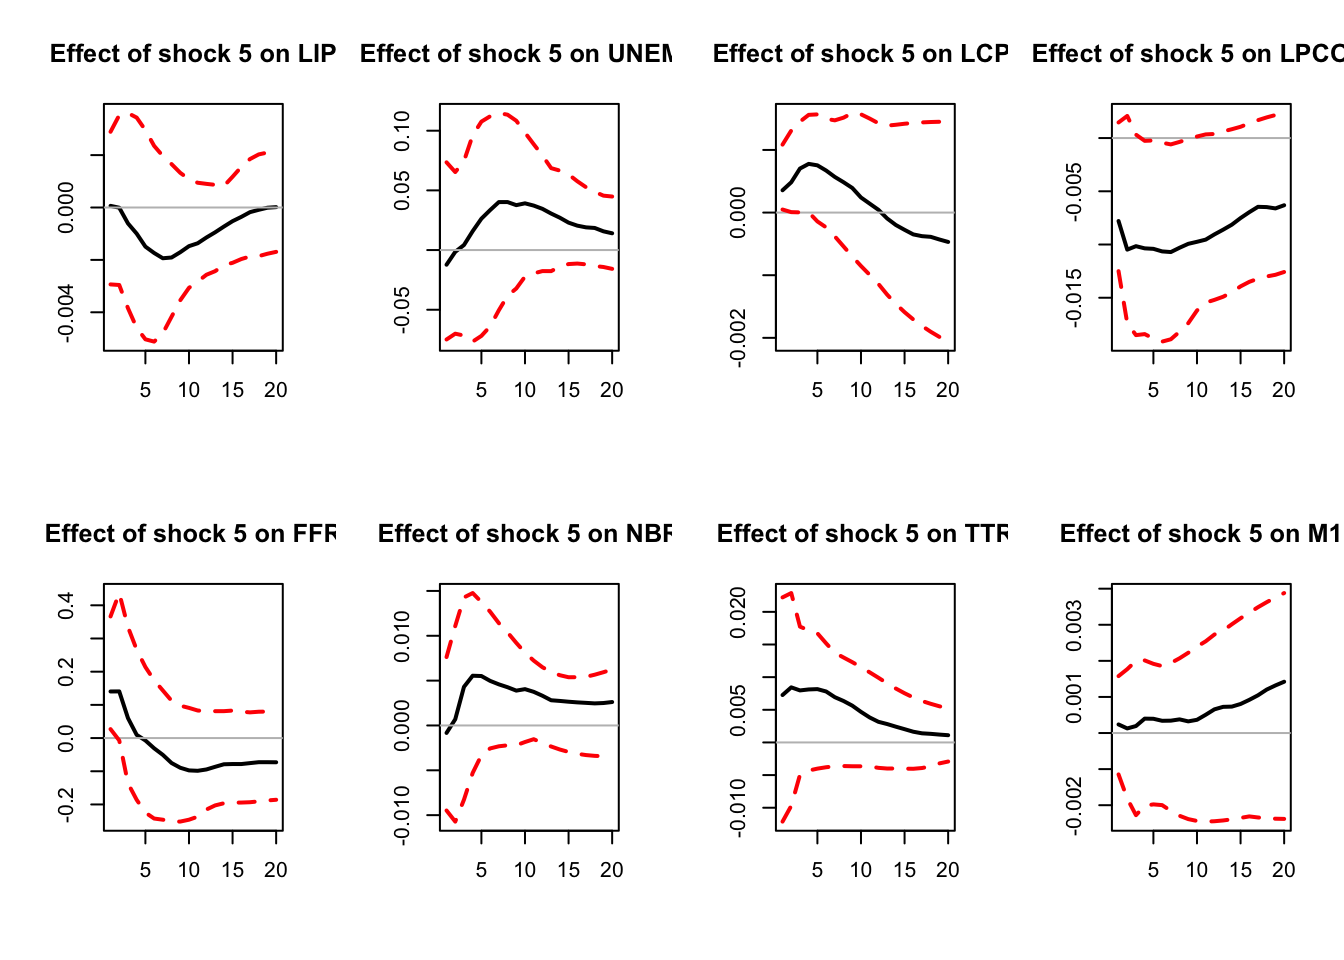 Effect of shock 5 on LIP
Effect of shock 5 on UNEM
Effect of shock 5 on LCP
Effect of shock 5 on LPCO
0.000
-0.004
5 10 15 20
0.10
0.05
-0.05
5 10 15 20
0.000
-0.002
5 10 15 20
-0.005
-0.015
5 10 15 20
Effect of shock 5 on FFR
Effect of shock 5 on NBR
Effect of shock 5 on TTR
Effect of shock 5 on M1
0.4
0.2
0.0
-0.2
5 10 15 20
0.010
0.000
-0.010
5 10 15 20
0.020
0.005
-0.010
5 10 15 20
0.003
0.001
-0.002
5 10 15 20